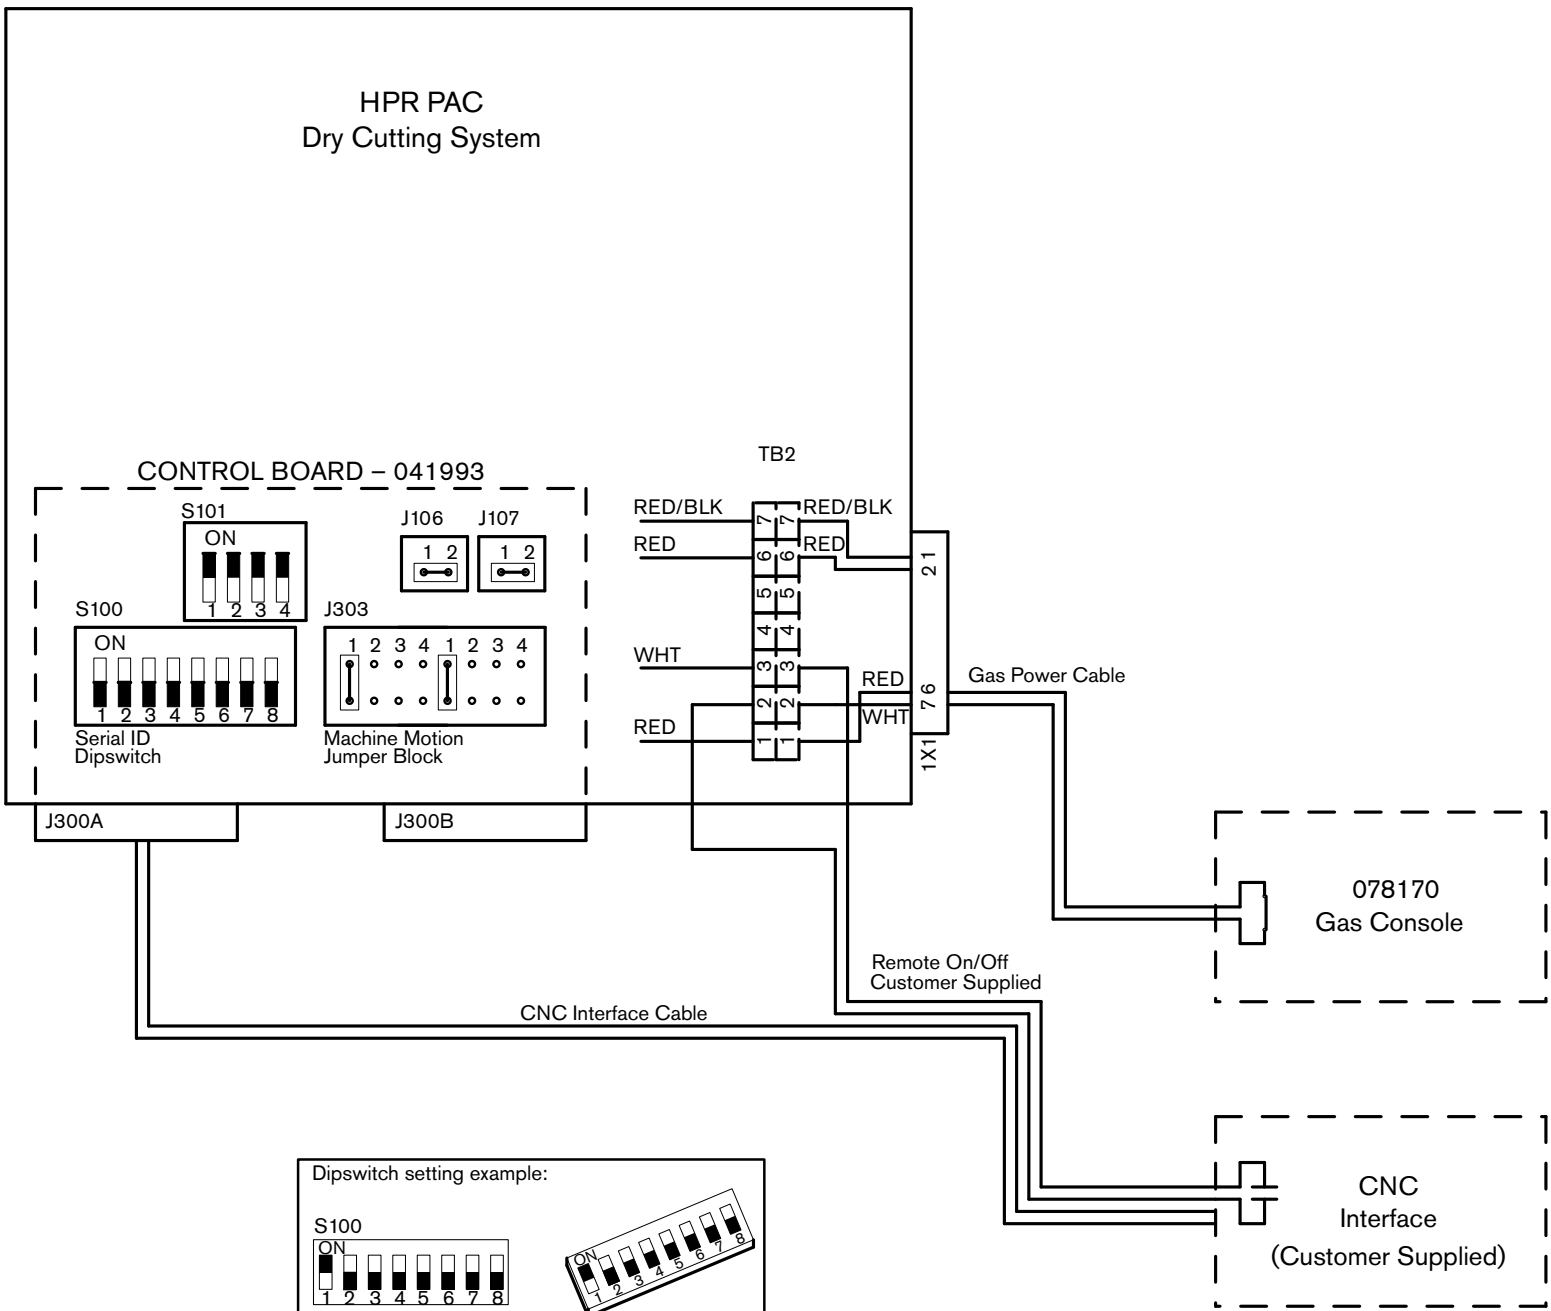 HPR PAC
Dry Cutting System
TB2
CONTROL BOARD – 041993
S101
ON
1 2 3 4
J106
1 2
J107
1 2
S100
ON
1 2 3 4 5 6 7 8
Serial ID
Dipswitch
J303
1 2 3 4 1 2 3 4
Machine Motion
Jumper Block
RED/BLK
7 7
RED/BLK
RED
6 6
RED
5 5
4 4
WHT
3 3
2 2
RED
1 1
RED
WHT
2 1
7 6
1X1
Gas Power Cable
J300A
J300B
078170
Gas Console
Remote On/Off
Customer Supplied
CNC Interface Cable
CNC
Interface
(Customer Supplied)
Dipswitch setting example:
S100
ON
1 2 3 4 5 6 7 8
ON
1 2 3 4 5 6 7 8